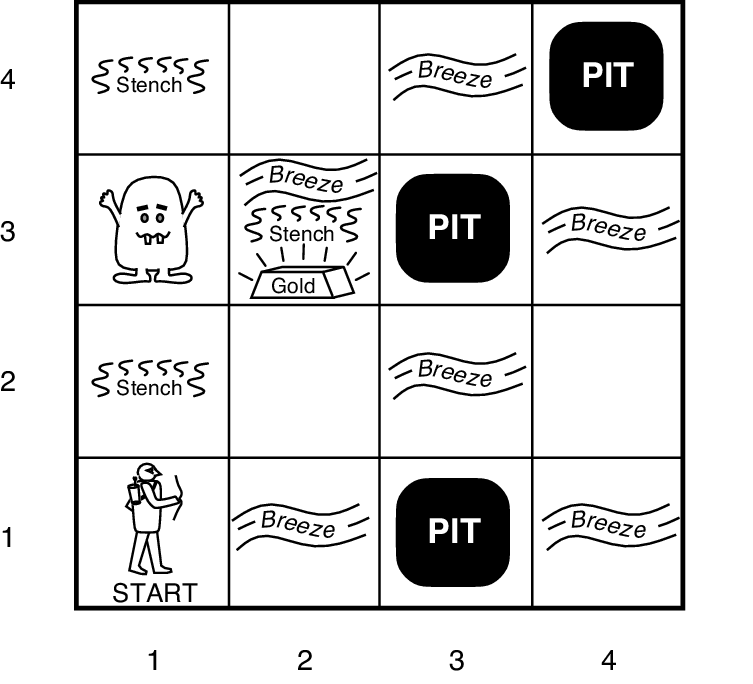 4
Stench
Breeze
PIT
3
Breeze
Stench
Gold
PIT
Breeze
2
Stench
Breeze
1
START
Breeze
PIT
Breeze
1 2 3 4